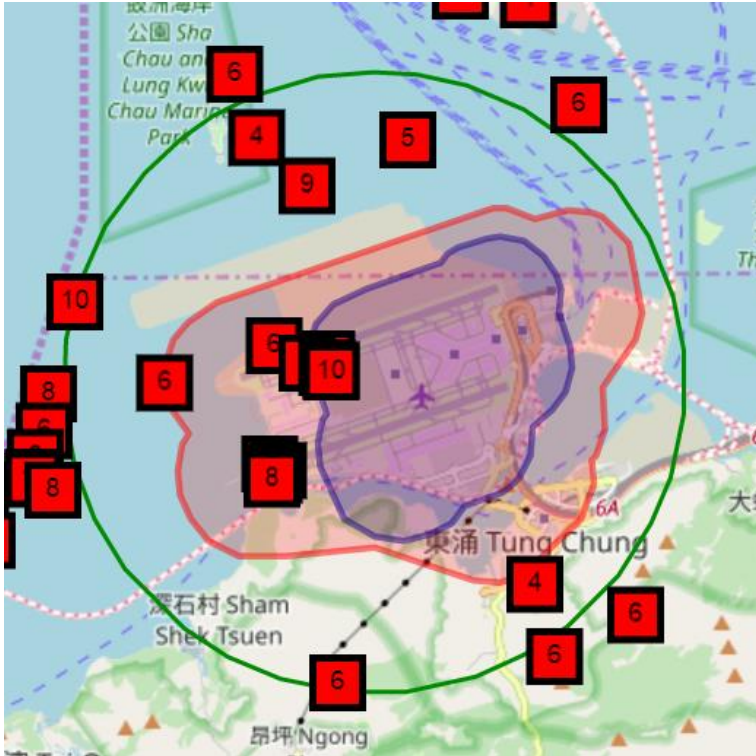 公園 Sha
Chau and
Lung Kwu
Chau Marine
Park
6
4
9
5
6
10
6
6
10
8
6
8
8
Th
6A
大
東涌 Tung Chung
深石村 Sham
Shek Tsuen
4
6
6
6
昂坪 Ngong